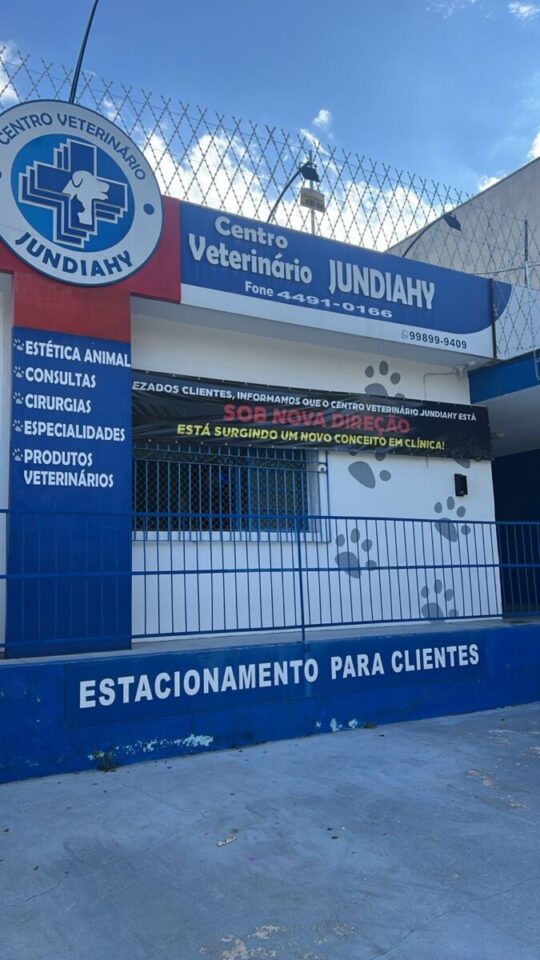 CENTRO VETERINÁRIO
JUNDIAHY
Centro
Veterinário JUNDIAHY
Fone 4491-0166
99899-9409
ESTÉTICA ANIMAL
CONSULTAS
CIRURGIAS
ESPECIALIDADES
PRODUTOS
VETERINÁRIOS
EZADOS CLIENTES, INFORMAMOS QUE O CENTRO VETERINÁRIO JUNDIAHY ESTÁ
SOB NOVA DIREÇÃO
ESTÁ SURGINDO UM NOVO CONCEITO EM CLÍNICA!
ESTACIONAMENTO PARA CLIENTES